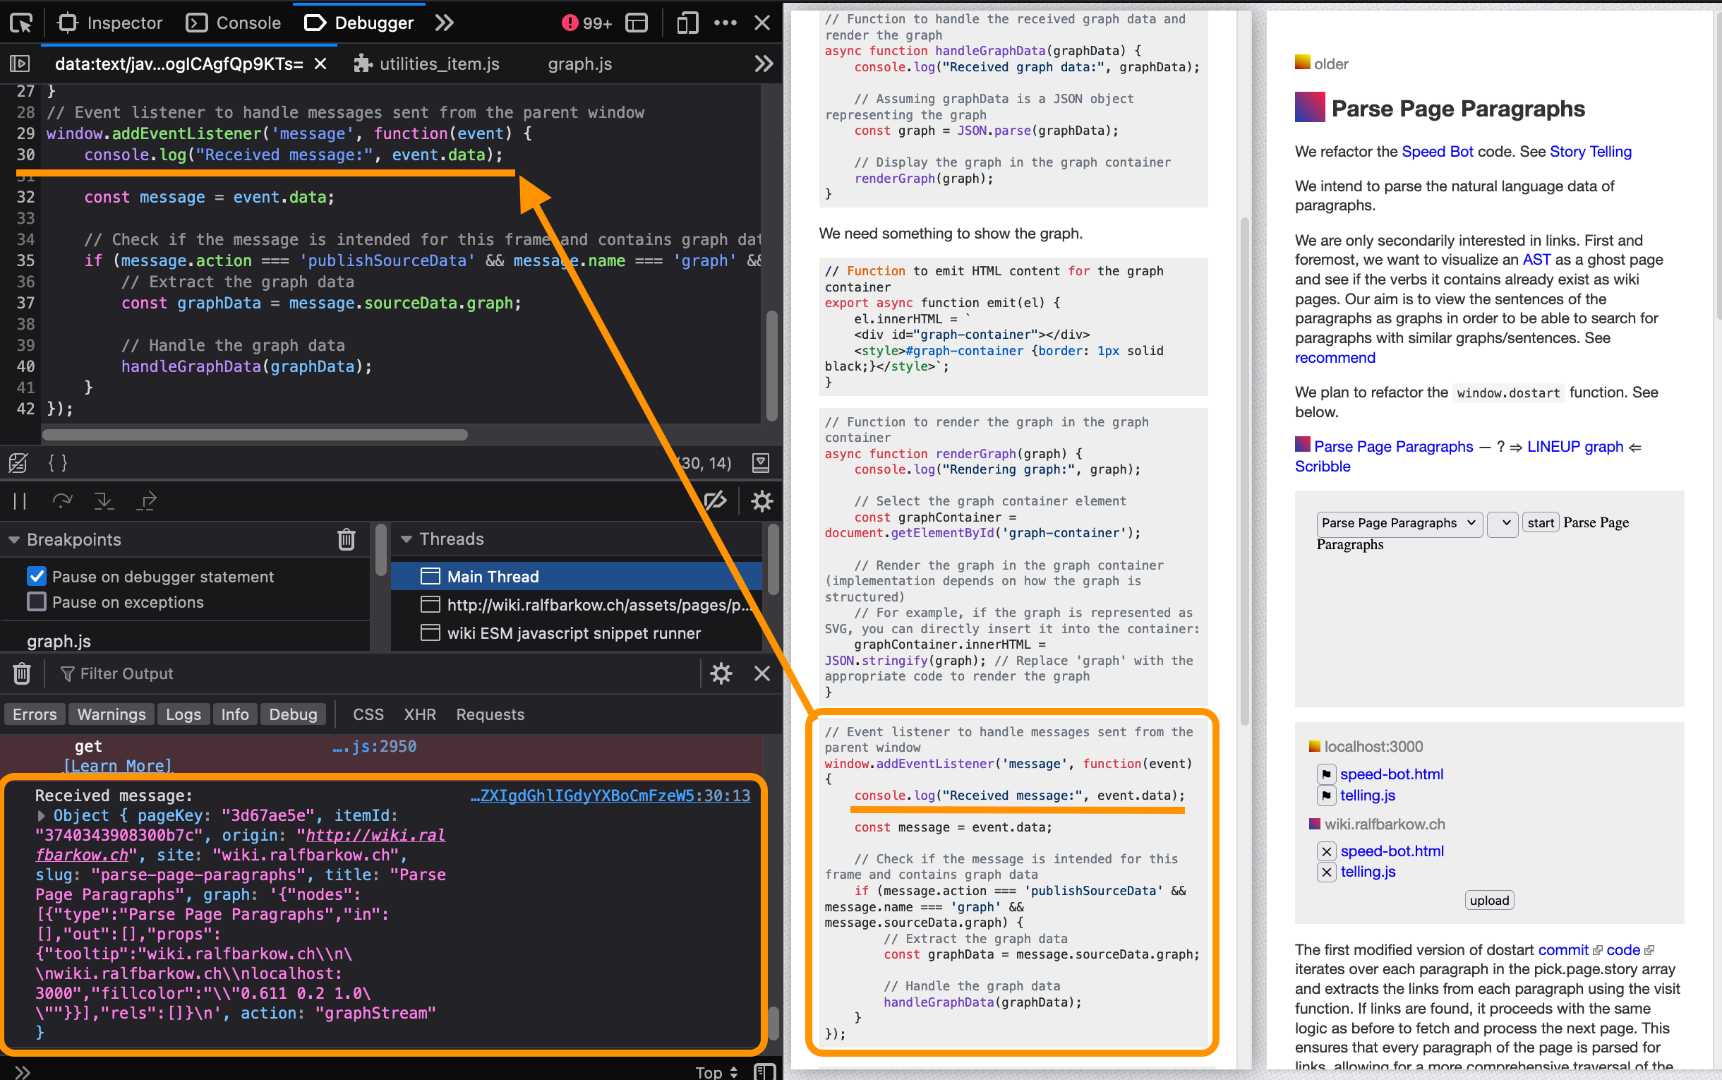 Inspector
Console
Debugger
99+
data:text/jav...oglCAgfQp9KTs=
utilities_item.js
graph.js
27 }
28 // Event listener to handle messages sent from the parent window
29 window.addEventListener('message', function(event) {
30 console.log("Received message:", event.data);
31
32 const message = event.data;
33
34 // Check if the message is intended for this frame and contains graph dat
35 if (message.action === 'publishSourceData' && message.name === 'graph' &&
36 // Extract the graph data
37 const graphData = message.sourceData.graph;
38
39 // Handle the graph data
40 handleGraphData(graphData);
41 }
42 });
{ }
(30, 14)
Breakpoints
Pause on debugger statement
Pause on exceptions
graph.js
Threads
Main Thread
http://wiki.ralfbarkow.ch/assets/pages/p...
wiki ESM javascript snippet runner
Filter Output
Errors
Warnings
Logs
Info
Debug
CSS
XHR
Requests
get ….js:2950
[Learn More]
Received message: …ZXIgdGhlIGdyYXBoCmFzeW5:30:13
Object { pageKey: "3d67ae5e", itemId:
"3740343908300b7c", origin: "http://wiki.ral
fbarkow.ch", site: "wiki.ralfbarkow.ch",
slug: "parse-page-paragraphs", title: "Parse
Page Paragraphs", graph: '{"nodes":
[{"type":"Parse Page Paragraphs","in":
[],"out":[],"props":
{"tooltip":"wiki.ralfbarkow.ch\\n\
\nwiki.ralfbarkow.ch\\nlocalhost:
3000","fillcolor":"\\"0.611 0.2 1.0\
\""}}],"rels":[]}\n', action: "graphStream"
}
Top
// Function to handle the received graph data and
render the graph
async function handleGraphData(graphData) {
console.log("Received graph data:", graphData);
// Assuming graphData is a JSON object
representing the graph
const graph = JSON.parse(graphData);
// Display the graph in the graph container
renderGraph(graph);
}
We need something to show the graph.
// Function to emit HTML content for the graph
container
export async function emit(el) {
el.innerHTML = `
<div id="graph-container"></div>
<style>#graph-container {border: 1px solid
black;}</style>`;
}
// Function to render the graph in the graph
container
async function renderGraph(graph) {
console.log("Rendering graph:", graph);
// Select the graph container element
const graphContainer =
document.getElementById('graph-container');
// Render the graph in the graph container
(implementation depends on how the graph is
structured)
// For example, if the graph is represented as
SVG, you can directly insert it into the container:
graphContainer.innerHTML =
JSON.stringify(graph); // Replace 'graph' with the
appropriate code to render the graph
}
// Event listener to handle messages sent from the
parent window
window.addEventListener('message', function(event)
{
console.log("Received message:", event.data);
const message = event.data;
// Check if the message is intended for this
frame and contains graph data
if (message.action === 'publishSourceData' &&
message.name === 'graph' &&
message.sourceData.graph) {
// Extract the graph data
const graphData = message.sourceData.graph;
// Handle the graph data
handleGraphData(graphData);
}
});
older
Parse Page Paragraphs
We refactor the Speed Bot code. See Story Telling
We intend to parse the natural language data of
paragraphs.
We are only secondarily interested in links. First and
foremost, we want to visualize an AST as a ghost page
and see if the verbs it contains already exist as wiki
pages. Our aim is to view the sentences of the
paragraphs as graphs in order to be able to search for
paragraphs with similar graphs/sentences. See
recommend
We plan to refactor the window.dostart function. See
below.
Parse Page Paragraphs — ? ⇒ LINEUP graph ⇐
Scribble
Parse Page Paragraphs start Parse Page
Paragraphs
localhost:3000
speed-bot.html
telling.js
wiki.ralfbarkow.ch
speed-bot.html
telling.js
upload
The first modified version of dostart commit code
iterates over each paragraph in the pick.page.story array
and extracts the links from each paragraph using the visit
function. If links are found, it proceeds with the same
logic as before to fetch and process the next page. This
ensures that every paragraph of the page is parsed for
links, allowing for a more comprehensive traversal of the